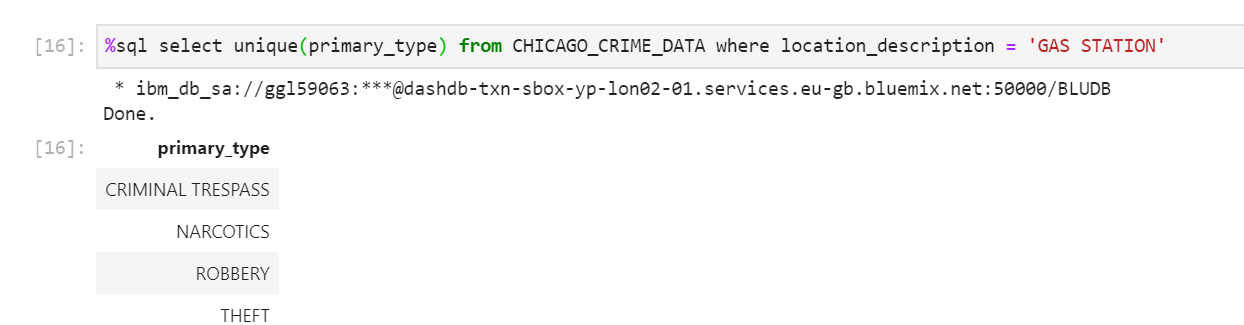 [16]: %sql select unique(primary_type) from CHICAGO_CRIME_DATA where location_description = 'GAS STATION'
* ibm_db_sa://ggl59063:***@dashdb-txn-sbox-yp-lon02-01.services.eu-gb.bluemix.net:50000/BLUDB
Done.
[16]: primary_type
CRIMINAL TRESPASS
NARCOTICS
ROBBERY
THEFT